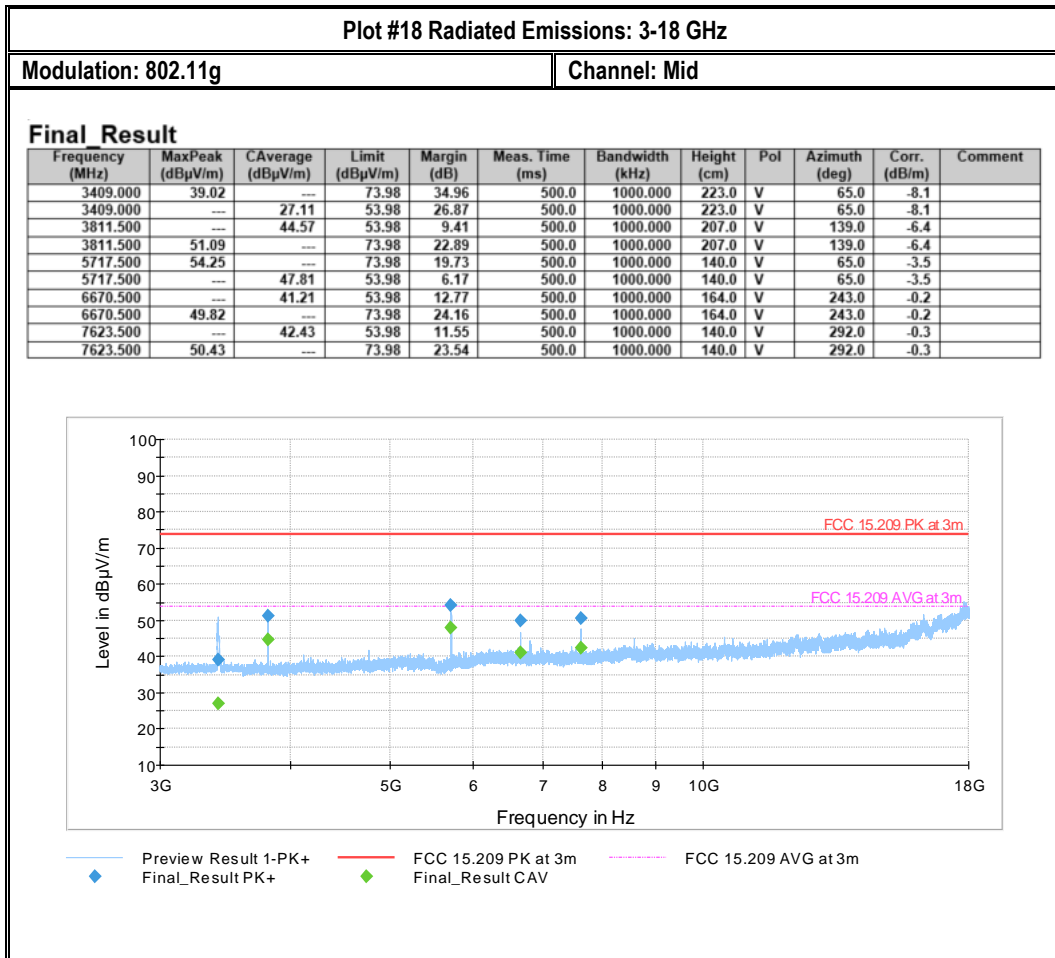 Plot #18 Radiated Emissions: 3-18 GHz
Modulation: 802.11g Channel: Mid
Final_Result
Frequency (MHz) MaxPeak (dBµV/m) CAverage (dBµV/m) Limit (dBµV/m) Margin (dB) Meas. Time (ms) Bandwidth (kHz) Height (cm) Pol Azimuth (deg) Corr. (dB/m) Comment
3409.000 39.02 --- 73.98 34.96 500.0 1000.000 223.0 V 65.0 -8.1
3409.000 --- 27.11 53.98 26.87 500.0 1000.000 223.0 V 65.0 -8.1
3811.500 --- 44.57 53.98 9.41 500.0 1000.000 207.0 V 139.0 -6.4
3811.500 51.09 --- 73.98 22.89 500.0 1000.000 207.0 V 139.0 -6.4
5717.500 54.25 --- 73.98 19.73 500.0 1000.000 140.0 V 65.0 -3.5
5717.500 --- 47.81 53.98 6.17 500.0 1000.000 140.0 V 65.0 -3.5
6670.500 --- 41.21 53.98 12.77 500.0 1000.000 164.0 V 243.0 -0.2
6670.500 49.82 --- 73.98 24.16 500.0 1000.000 164.0 V 243.0 -0.2
7623.500 --- 42.43 53.98 11.55 500.0 1000.000 140.0 V 292.0 -0.3
7623.500 50.43 --- 73.98 23.54 500.0 1000.000 140.0 V 292.0 -0.3
100
90
80
70
60
50
40
30
20
10
Level in dBµV/m
FCC 15.209 PK at 3m
FCC 15.209 AVG at 3m
3G 5G 6 7 8 9 10G 18G
Frequency in Hz
Preview Result 1-PK+ FCC 15.209 PK at 3m FCC 15.209 AVG at 3m
Final_Result PK+ Final_Result CAV